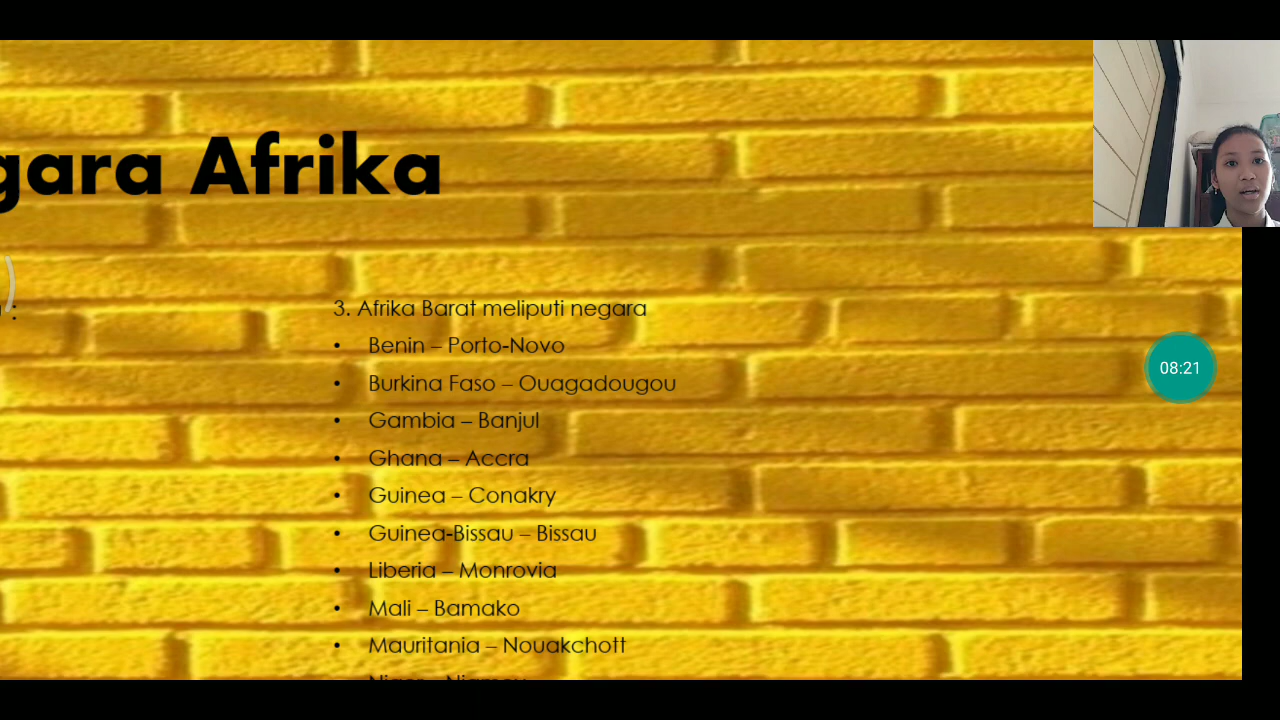 gara Afrika
) :
3. Afrika Barat meliputi negara
• Benin – Porto-Novo
• Burkina Faso – Ouagadougou
• Gambia – Banjul
• Ghana – Accra
• Guinea – Conakry
• Guinea-Bissau – Bissau
• Liberia – Monrovia
• Mali – Bamako
• Mauritania – Nouakchott
08:21